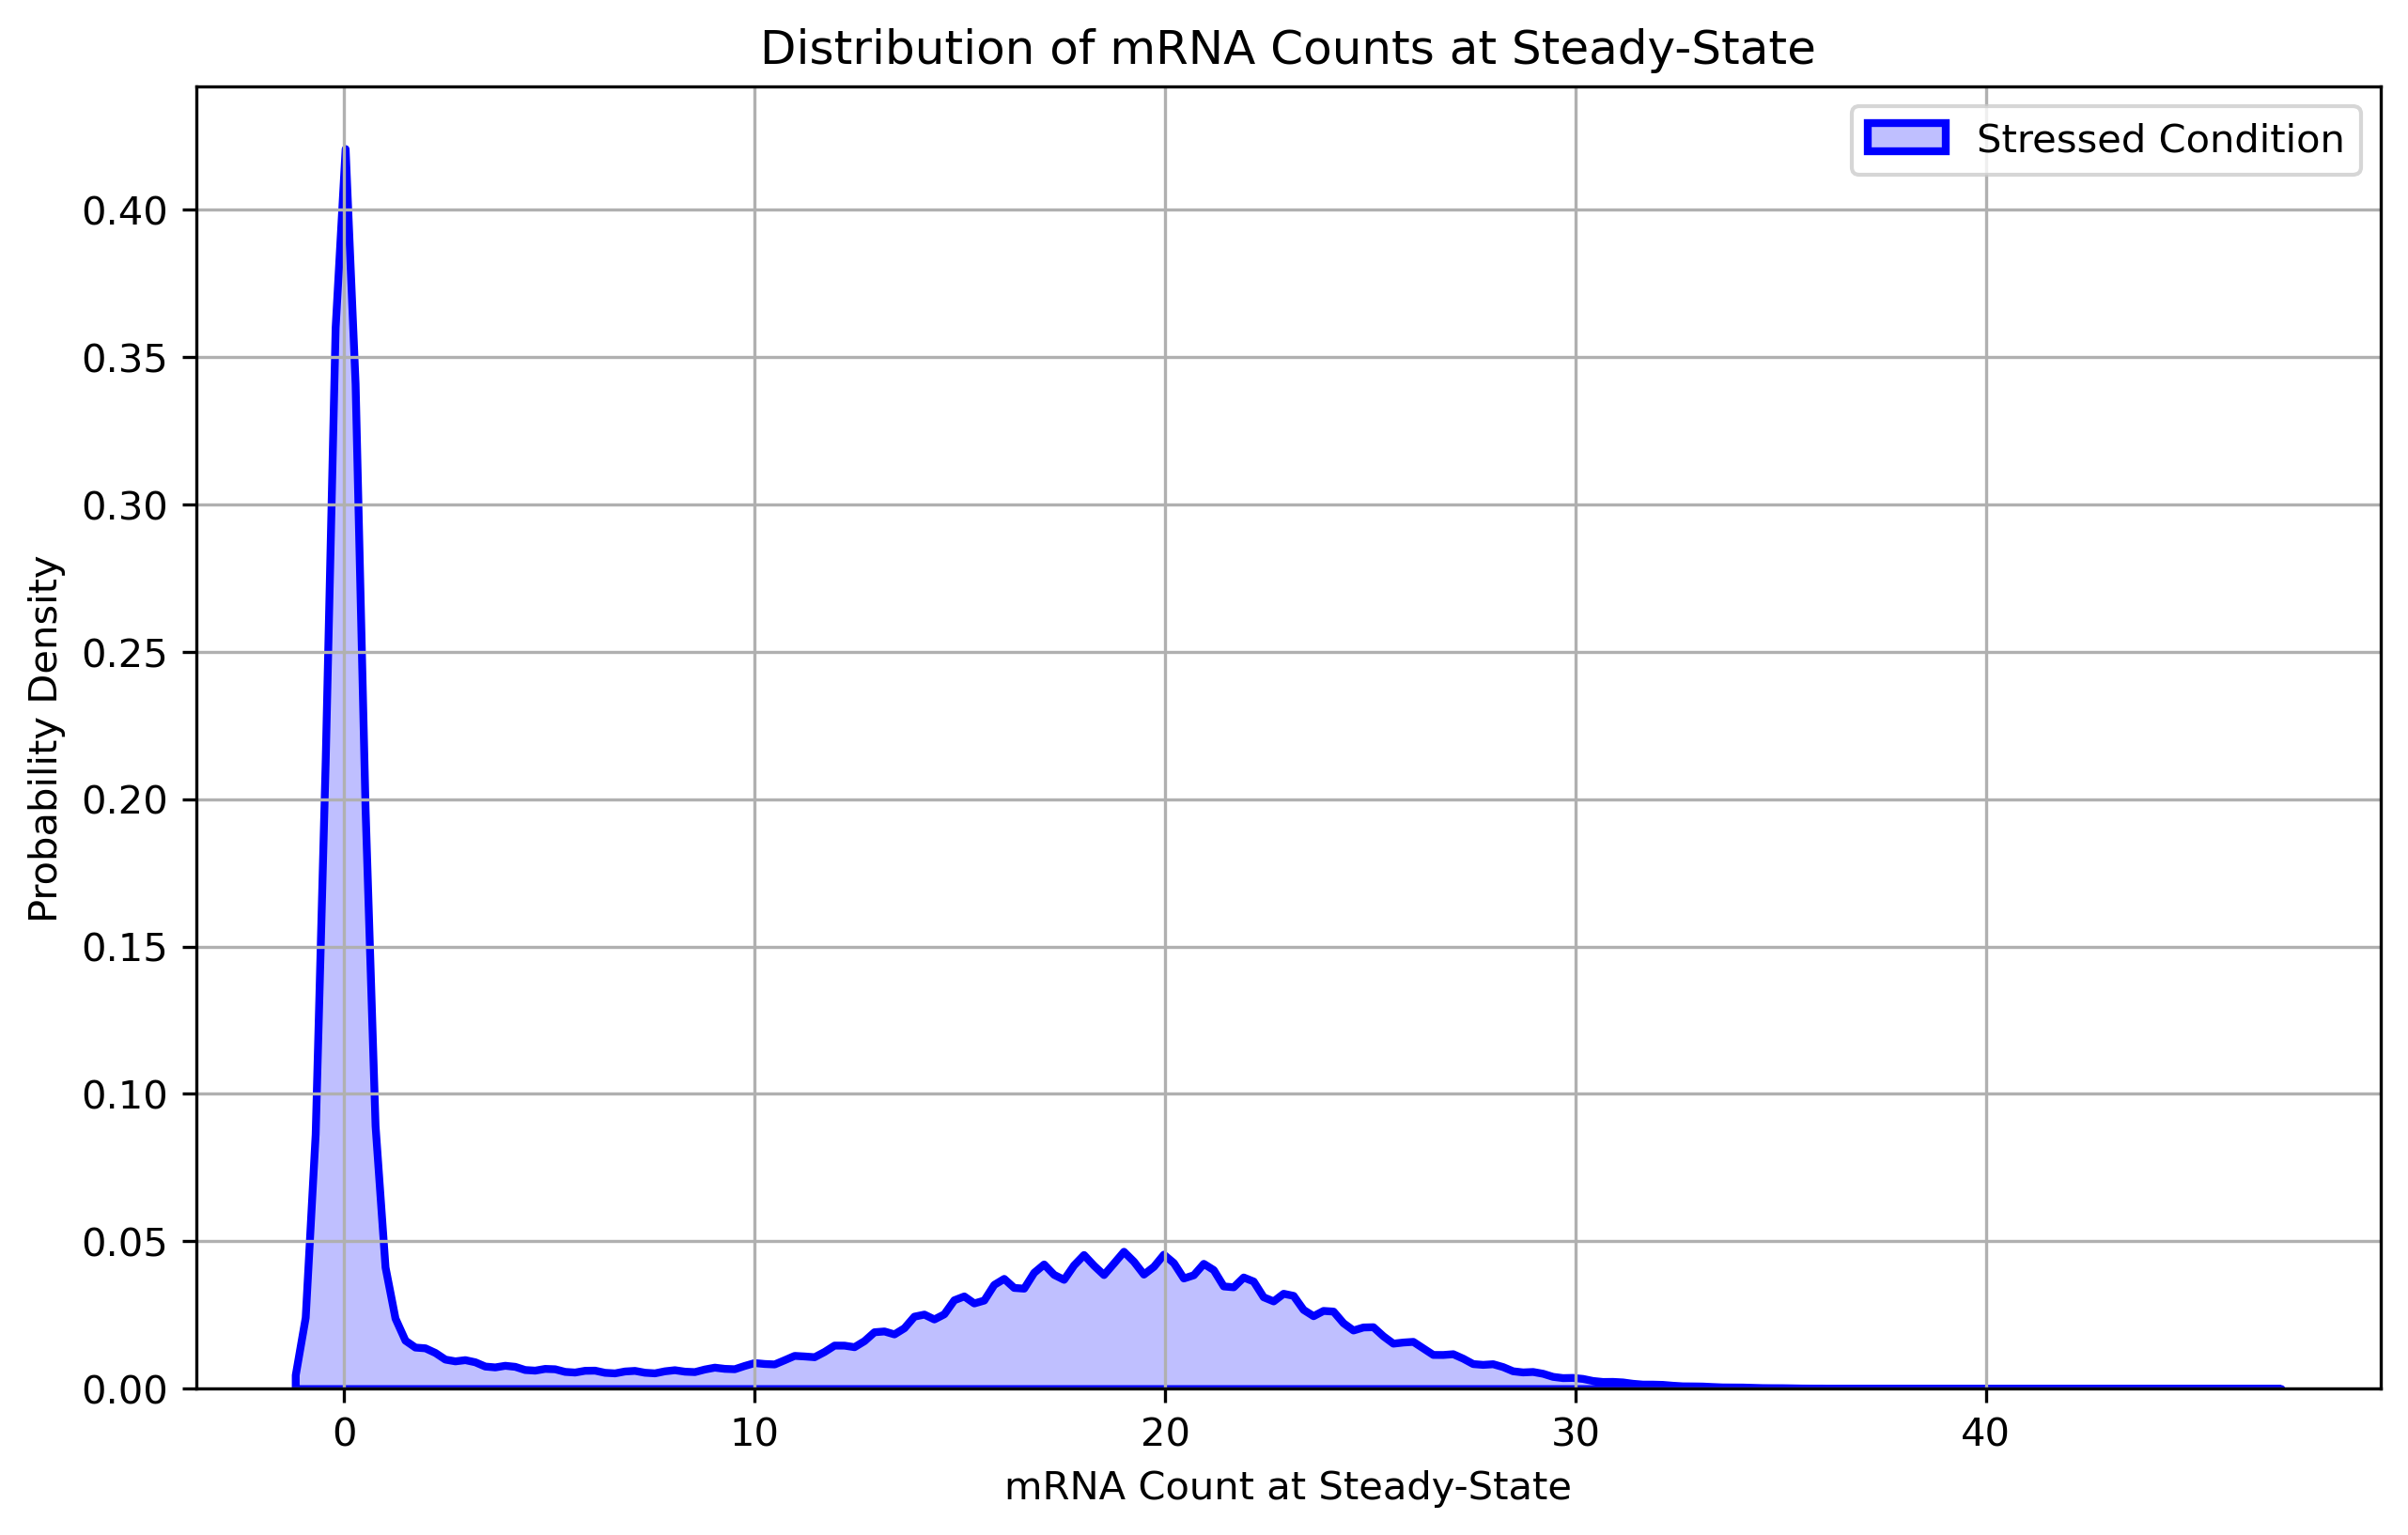 Distribution of mRNA Counts at Steady-State
Stressed Condition
Probability Density
0.40
0.35
0.30
0.25
0.20
0.15
0.10
0.05
0.00
0 10 20 30 40
mRNA Count at Steady-State